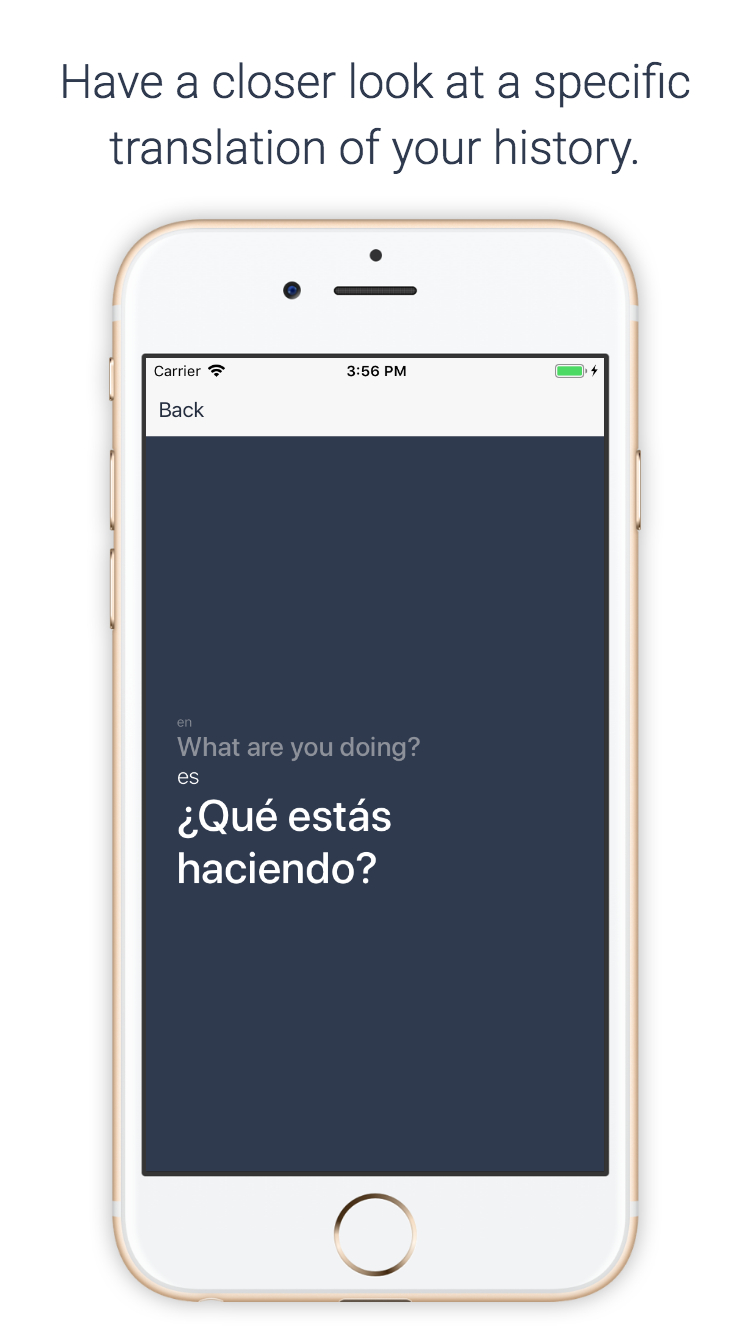 Have a closer look at a specific
translation of your history.
Carrier 3:56 PM
Back
en
What are you doing?
es
¿Qué estás
haciendo?